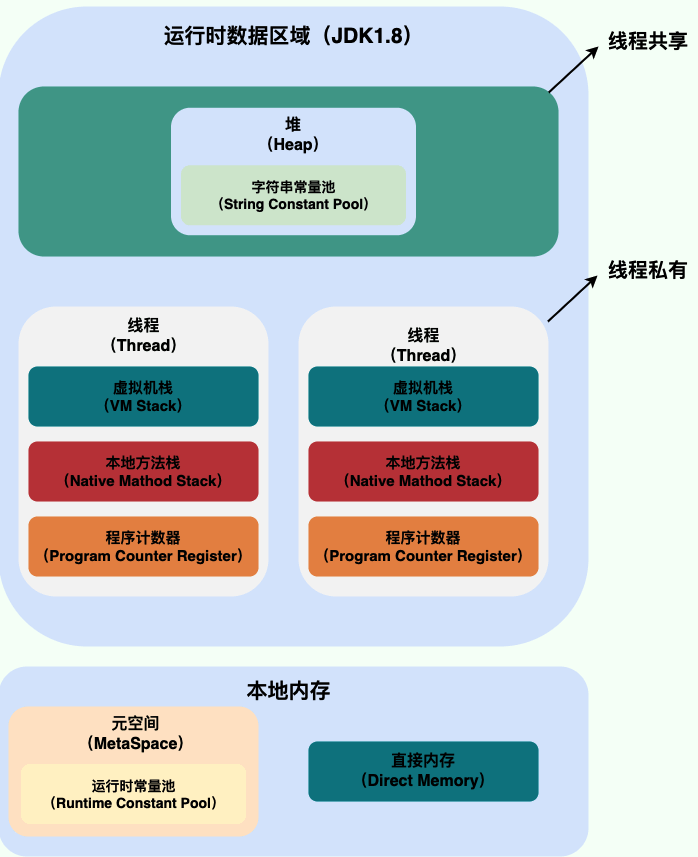 运行时数据区域（JDK1.8）
线程共享
堆
（Heap）
字符串常量池
（String Constant Pool）
线程私有
线程
（Thread）
虚拟机栈
（VM Stack）
本地方法栈
（Native Mathod Stack）
程序计数器
（Program Counter Register）
线程
（Thread）
虚拟机栈
（VM Stack）
本地方法栈
（Native Mathod Stack）
程序计数器
（Program Counter Register）
本地内存
元空间
（MetaSpace）
运行时常量池
（Runtime Constant Pool）
直接内存
（Direct Memory）